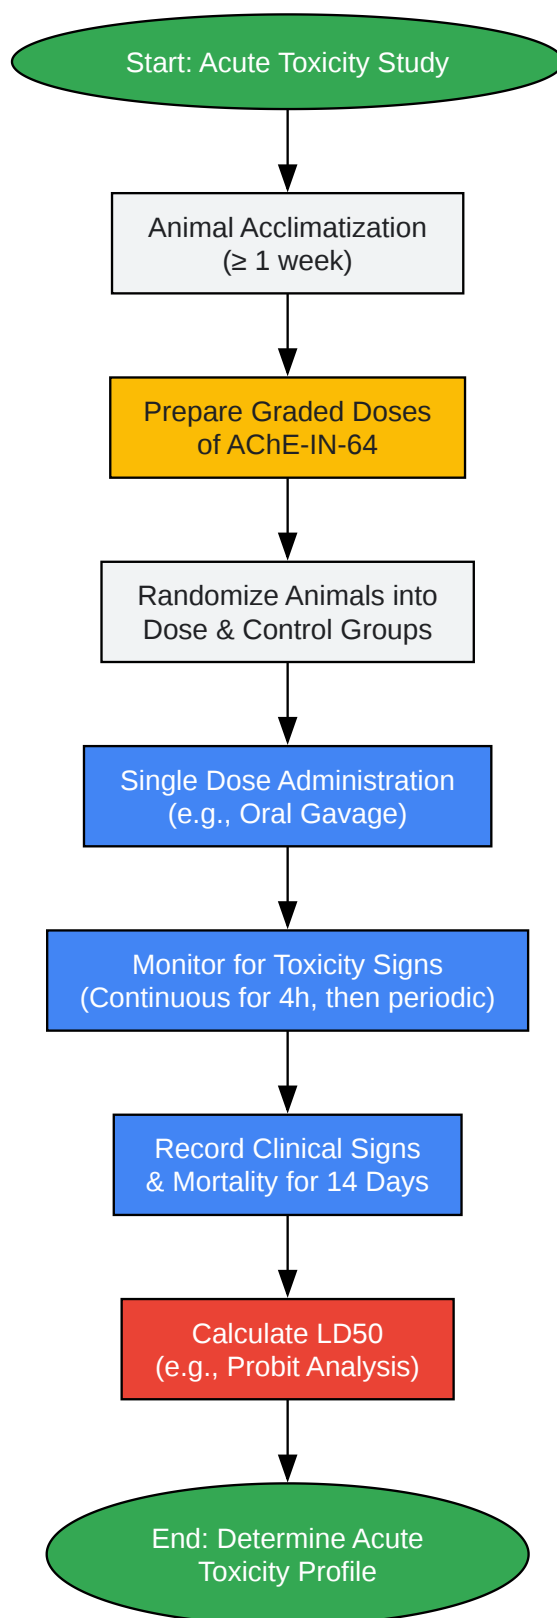 Start: Acute Toxicity Study
Animal Acclimatization
(≥ 1 week)
Prepare Graded Doses
of AChE-IN-64
Randomize Animals into
Dose & Control Groups
Single Dose Administration
(e.g., Oral Gavage)
Monitor for Toxicity Signs
(Continuous for 4h, then periodic)
Record Clinical Signs
& Mortality for 14 Days
Calculate LD50
(e.g., Probit Analysis)
End: Determine Acute
Toxicity Profile